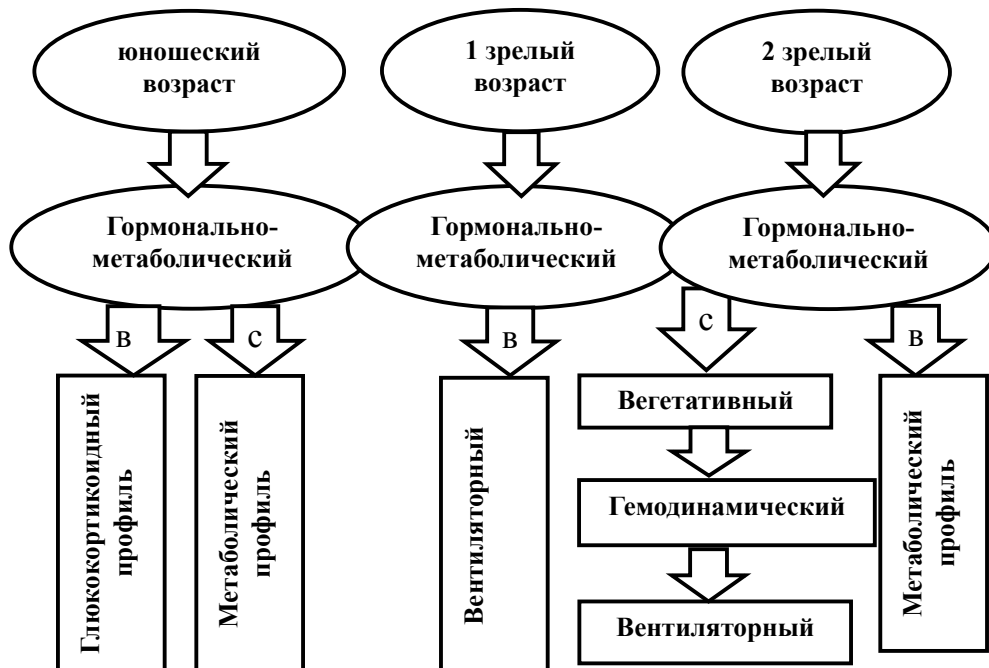 юношеский
возраст
1 зрелый
возраст
2 зрелый
возраст
Гормонально-
метаболический
Гормонально-
метаболический
Гормонально-
метаболический
в
с
в
с
в
Глюкокортикоидный
профиль
Метаболический
профиль
Вентиляторный
Вегетативный
Гемодинамический
Вентиляторный
Метаболический
профиль